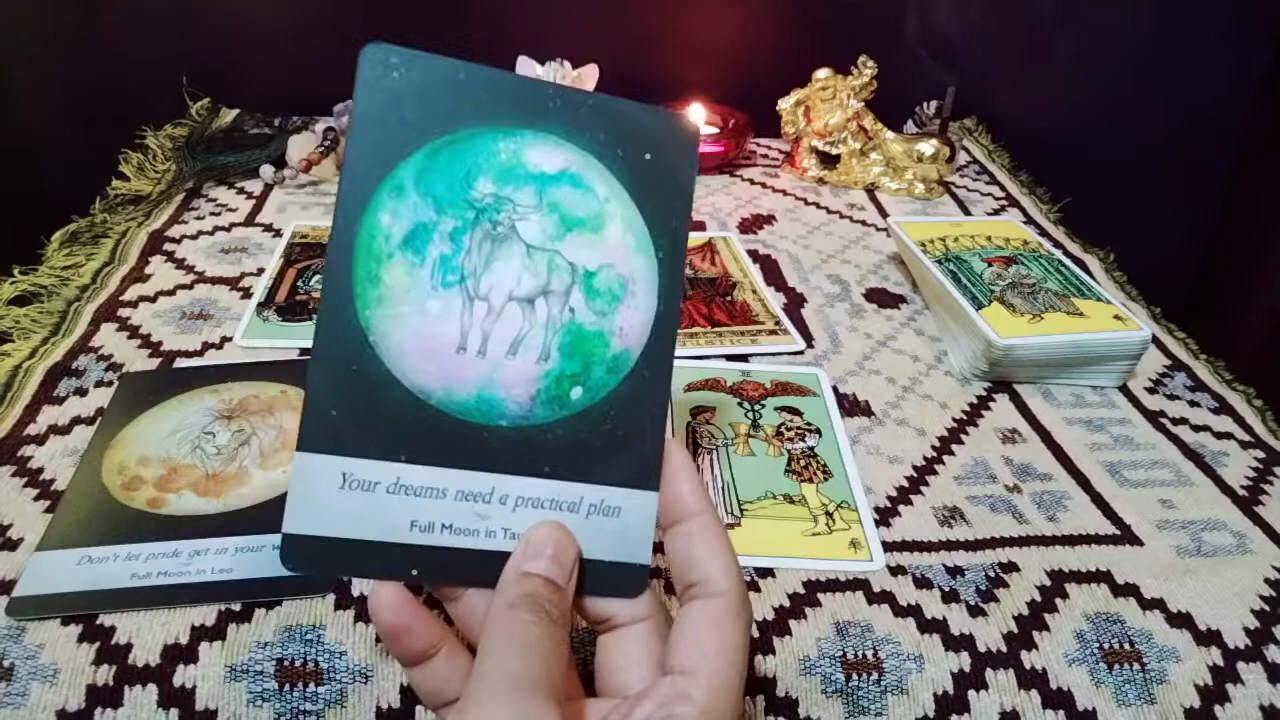 JUSTICE
II
Your dreams need a practical plan
Full Moon in
Don't let pride get in your
Full Moon in Leo